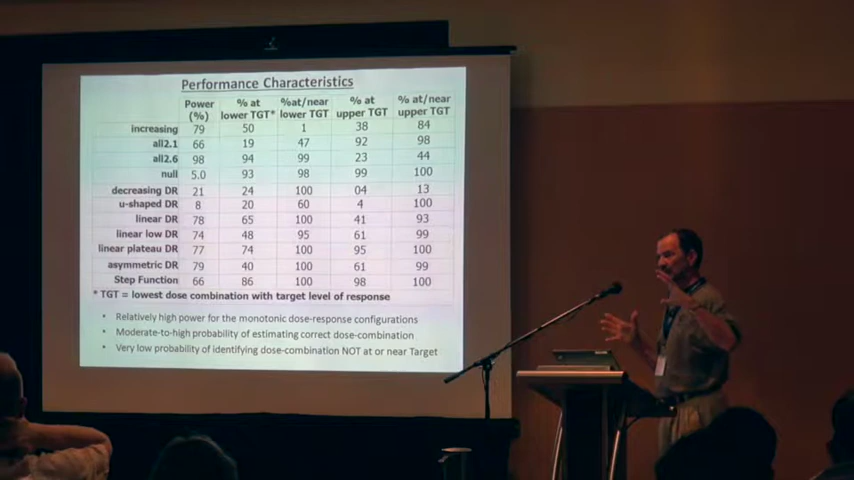 Performance Characteristics
Power (%) % at lower TGT* %at/near lower TGT % at upper TGT % at/near upper TGT
increasing 79 50 1 38 84
all2.1 66 19 47 92 98
all2.6 98 94 99 23 44
null 5.0 93 98 99 100
decreasing DR 21 24 100 04 13
u-shaped DR 8 20 60 4 100
linear DR 78 65 100 41 93
linear low DR 74 48 95 61 99
linear plateau DR 77 74 100 95 100
asymmetric DR 79 40 100 61 99
Step Function 66 86 100 98 100
* TGT = lowest dose combination with target level of response
• Relatively high power for the monotonic dose-response configurations
• Moderate-to-high probability of estimating correct dose-combination
• Very low probability of identifying dose-combination NOT at or near Target